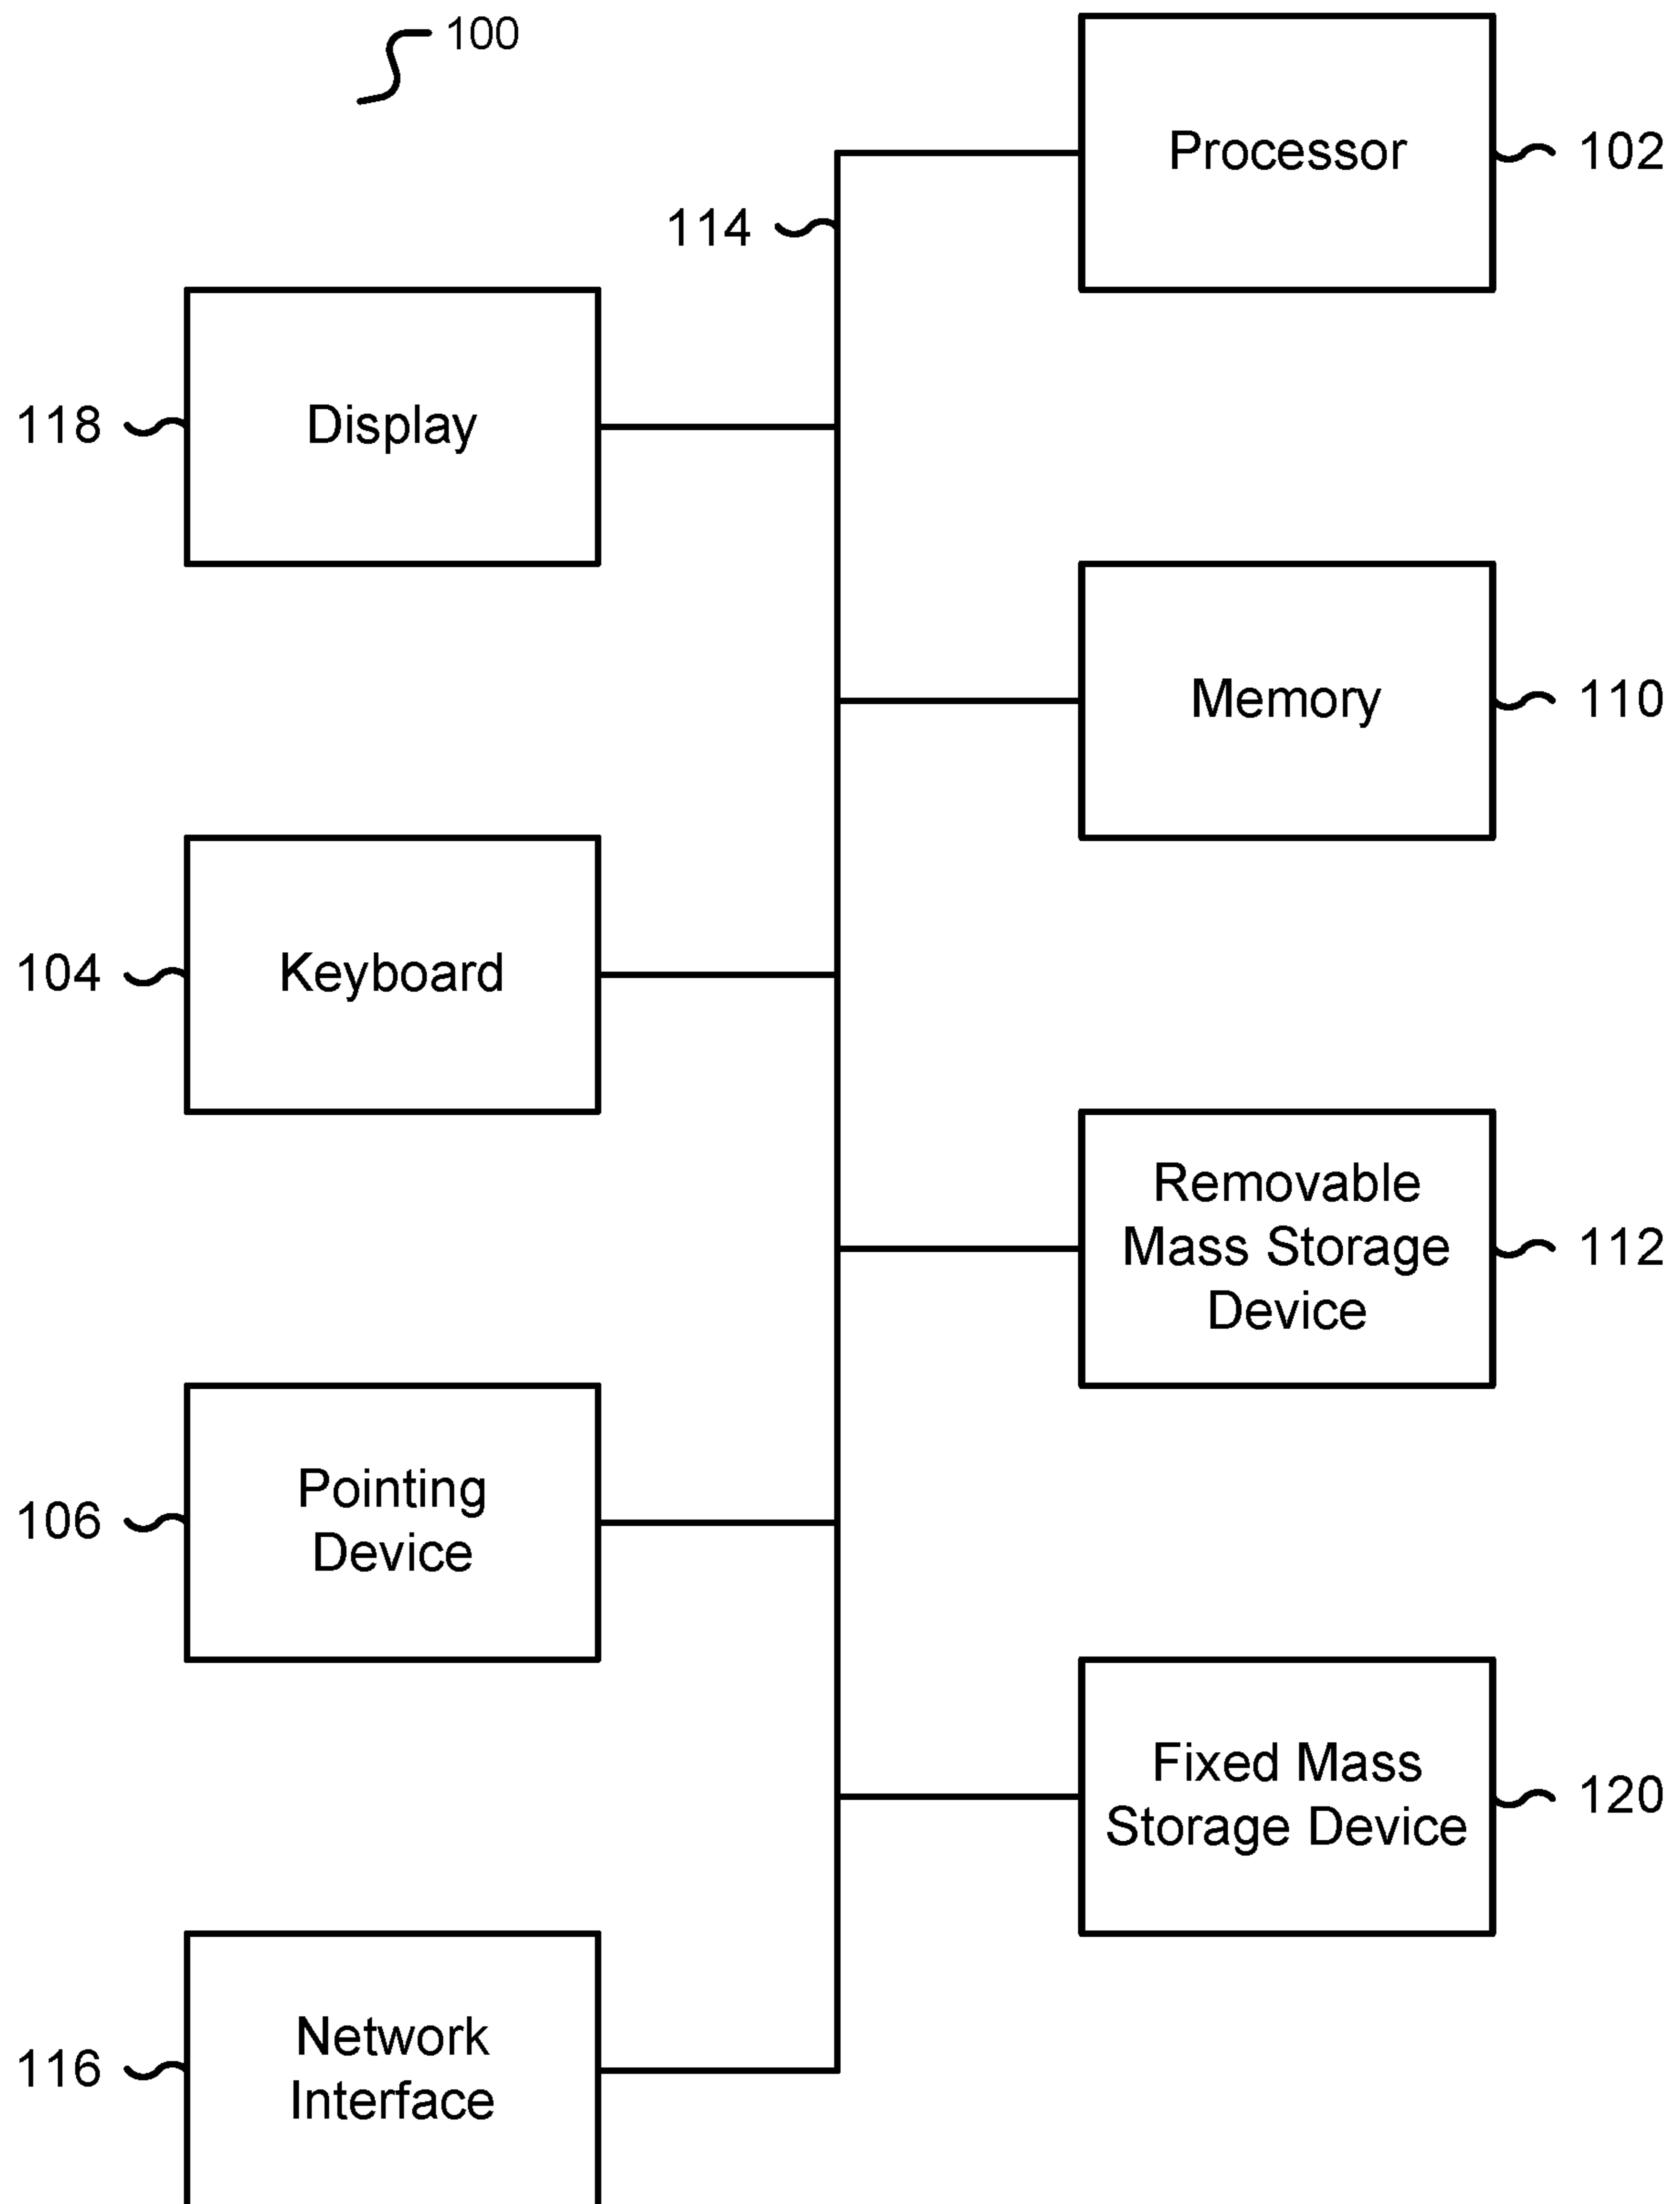 100
Processor
102
114
118
Display
Memory
110
104
Keyboard
Removable
Mass Storage
Device
112
106
Pointing
Device
Fixed Mass
Storage Device
120
116
Network
Interface